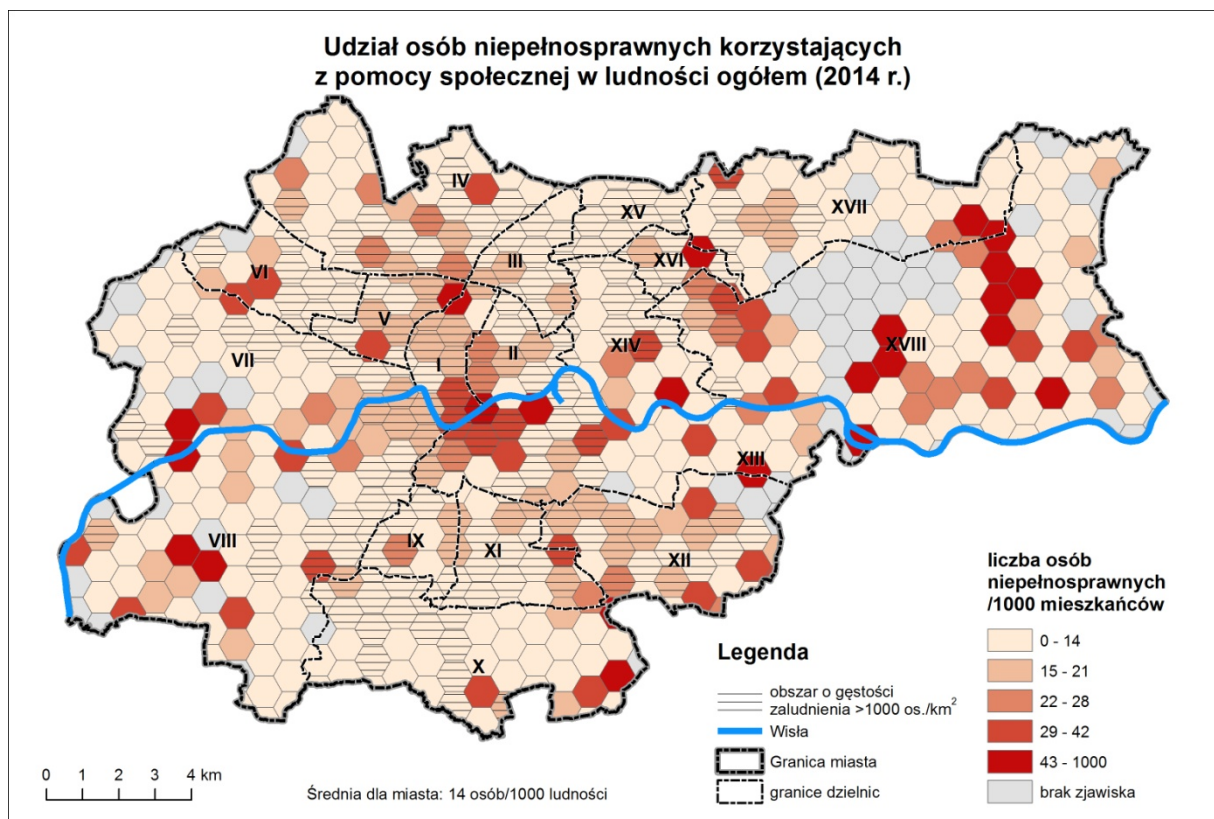 Udział osób niepełnosprawnych korzystających
z pomocy społecznej w ludności ogółem (2014 r.)
IV
XV
XVII
III
XVI
VI
V
II
XIV
XVIII
VII
I
XIII
VIII
IX
XI
XII
X
liczba osób
niepełnosprawnych
/1000 mieszkańców
0 - 14
15 - 21
22 - 28
29 - 42
43 - 1000
brak zjawiska
Legenda
obszar o gęstości
zaludnienia >1000 os./km²
Wisła
Granica miasta
granice dzielnic
0 1 2 3 4 km
Średnia dla miasta: 14 osób/1000 ludności